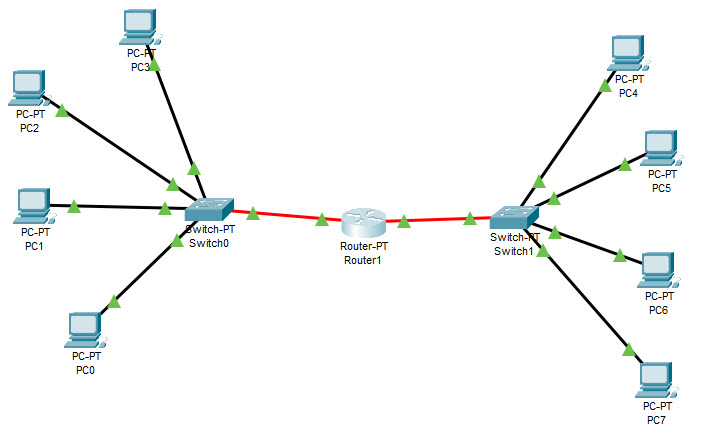 PC-PT
PC3
PC-PT
PC2
PC-PT
PC1
PC-PT
PC0
Switch-PT
Switch0
Router-PT
Router1
Switch-PT
Switch1
PC-PT
PC4
PC-PT
PC5
PC-PT
PC6
PC-PT
PC7